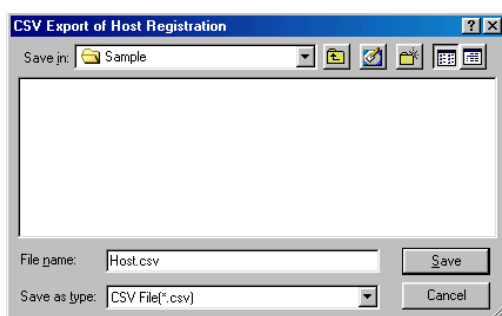 CSV Export of Host Registration
Save in: Sample
File name: Host.csv Save
Save as type: CSV File(*.csv) Cancel